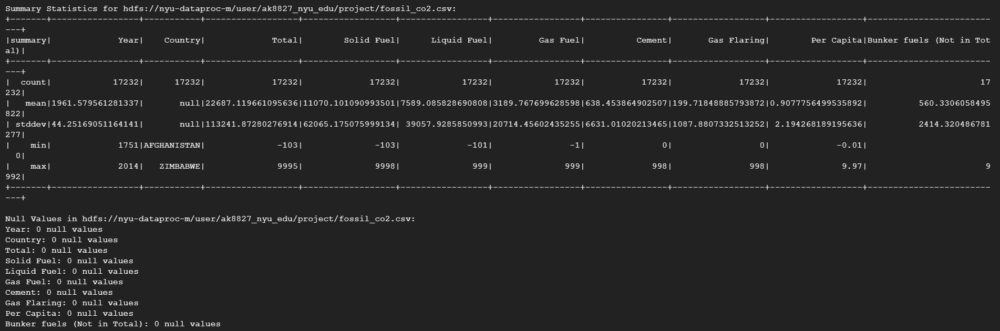 Summary Statistics for hdfs://nyu-dataproc-m/user/ak8827_nyu_edu/project/fossil_co2.csv:
+-------+-----------------+-----------+------------------+------------------+-----------------+-----------------+----------------+------------------+------------------+------------------------
---+
|summary|             Year|    Country|             Total|        Solid Fuel|      Liquid Fuel|         Gas Fuel|          Cement|       Gas Flaring|        Per Capita|Bunker fuels (Not in Tot
al)|
+-------+-----------------+-----------+------------------+------------------+-----------------+-----------------+----------------+------------------+------------------+------------------------
---+
|  count|            17232|      17232|             17232|             17232|            17232|            17232|           17232|             17232|             17232|                      17
232|
|   mean|1961.579561281337|       null|22687.119661095636|11070.101090993501|7589.085828690808|3189.767699628598|638.453864902507|199.71848885793872|0.9077756499535892|          560.3306058495
822|
| stddev|44.25169051164141|       null|113241.87280276914|62065.175075999134| 39057.9285850993|20714.45602435255|6631.01020213465|1087.8807332513252| 2.194268189195636|          2414.320486781
277|
|    min|             1751|AFGHANISTAN|              -103|              -103|             -101|               -1|               0|                 0|             -0.01|
  0|
|    max|             2014|   ZIMBABWE|              9995|              9998|              999|              999|             998|               998|              9.97|                       9
992|
+-------+-----------------+-----------+------------------+------------------+-----------------+-----------------+----------------+------------------+------------------+------------------------
---+
Null Values in hdfs://nyu-dataproc-m/user/ak8827_nyu_edu/project/fossil_co2.csv:
Year: 0 null values
Country: 0 null values
Total: 0 null values
Solid Fuel: 0 null values
Liquid Fuel: 0 null values
Gas Fuel: 0 null values
Cement: 0 null values
Gas Flaring: 0 null values
Per Capita: 0 null values
Bunker fuels (Not in Total): 0 null values